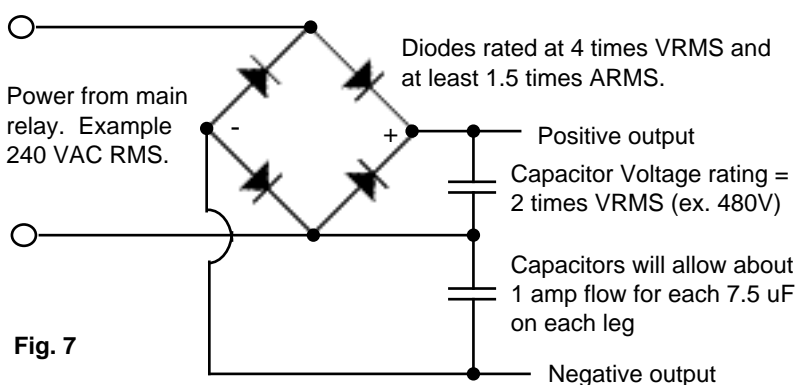 Diodes rated at 4 times VRMS and
at least 1.5 times ARMS.
Power from main
relay. Example
240 VAC RMS.
-
+
Positive output
Capacitor Voltage rating =
2 times VRMS (ex. 480V)
Capacitors will allow about
1 amp flow for each 7.5 uF
on each leg
Fig. 7
Negative output